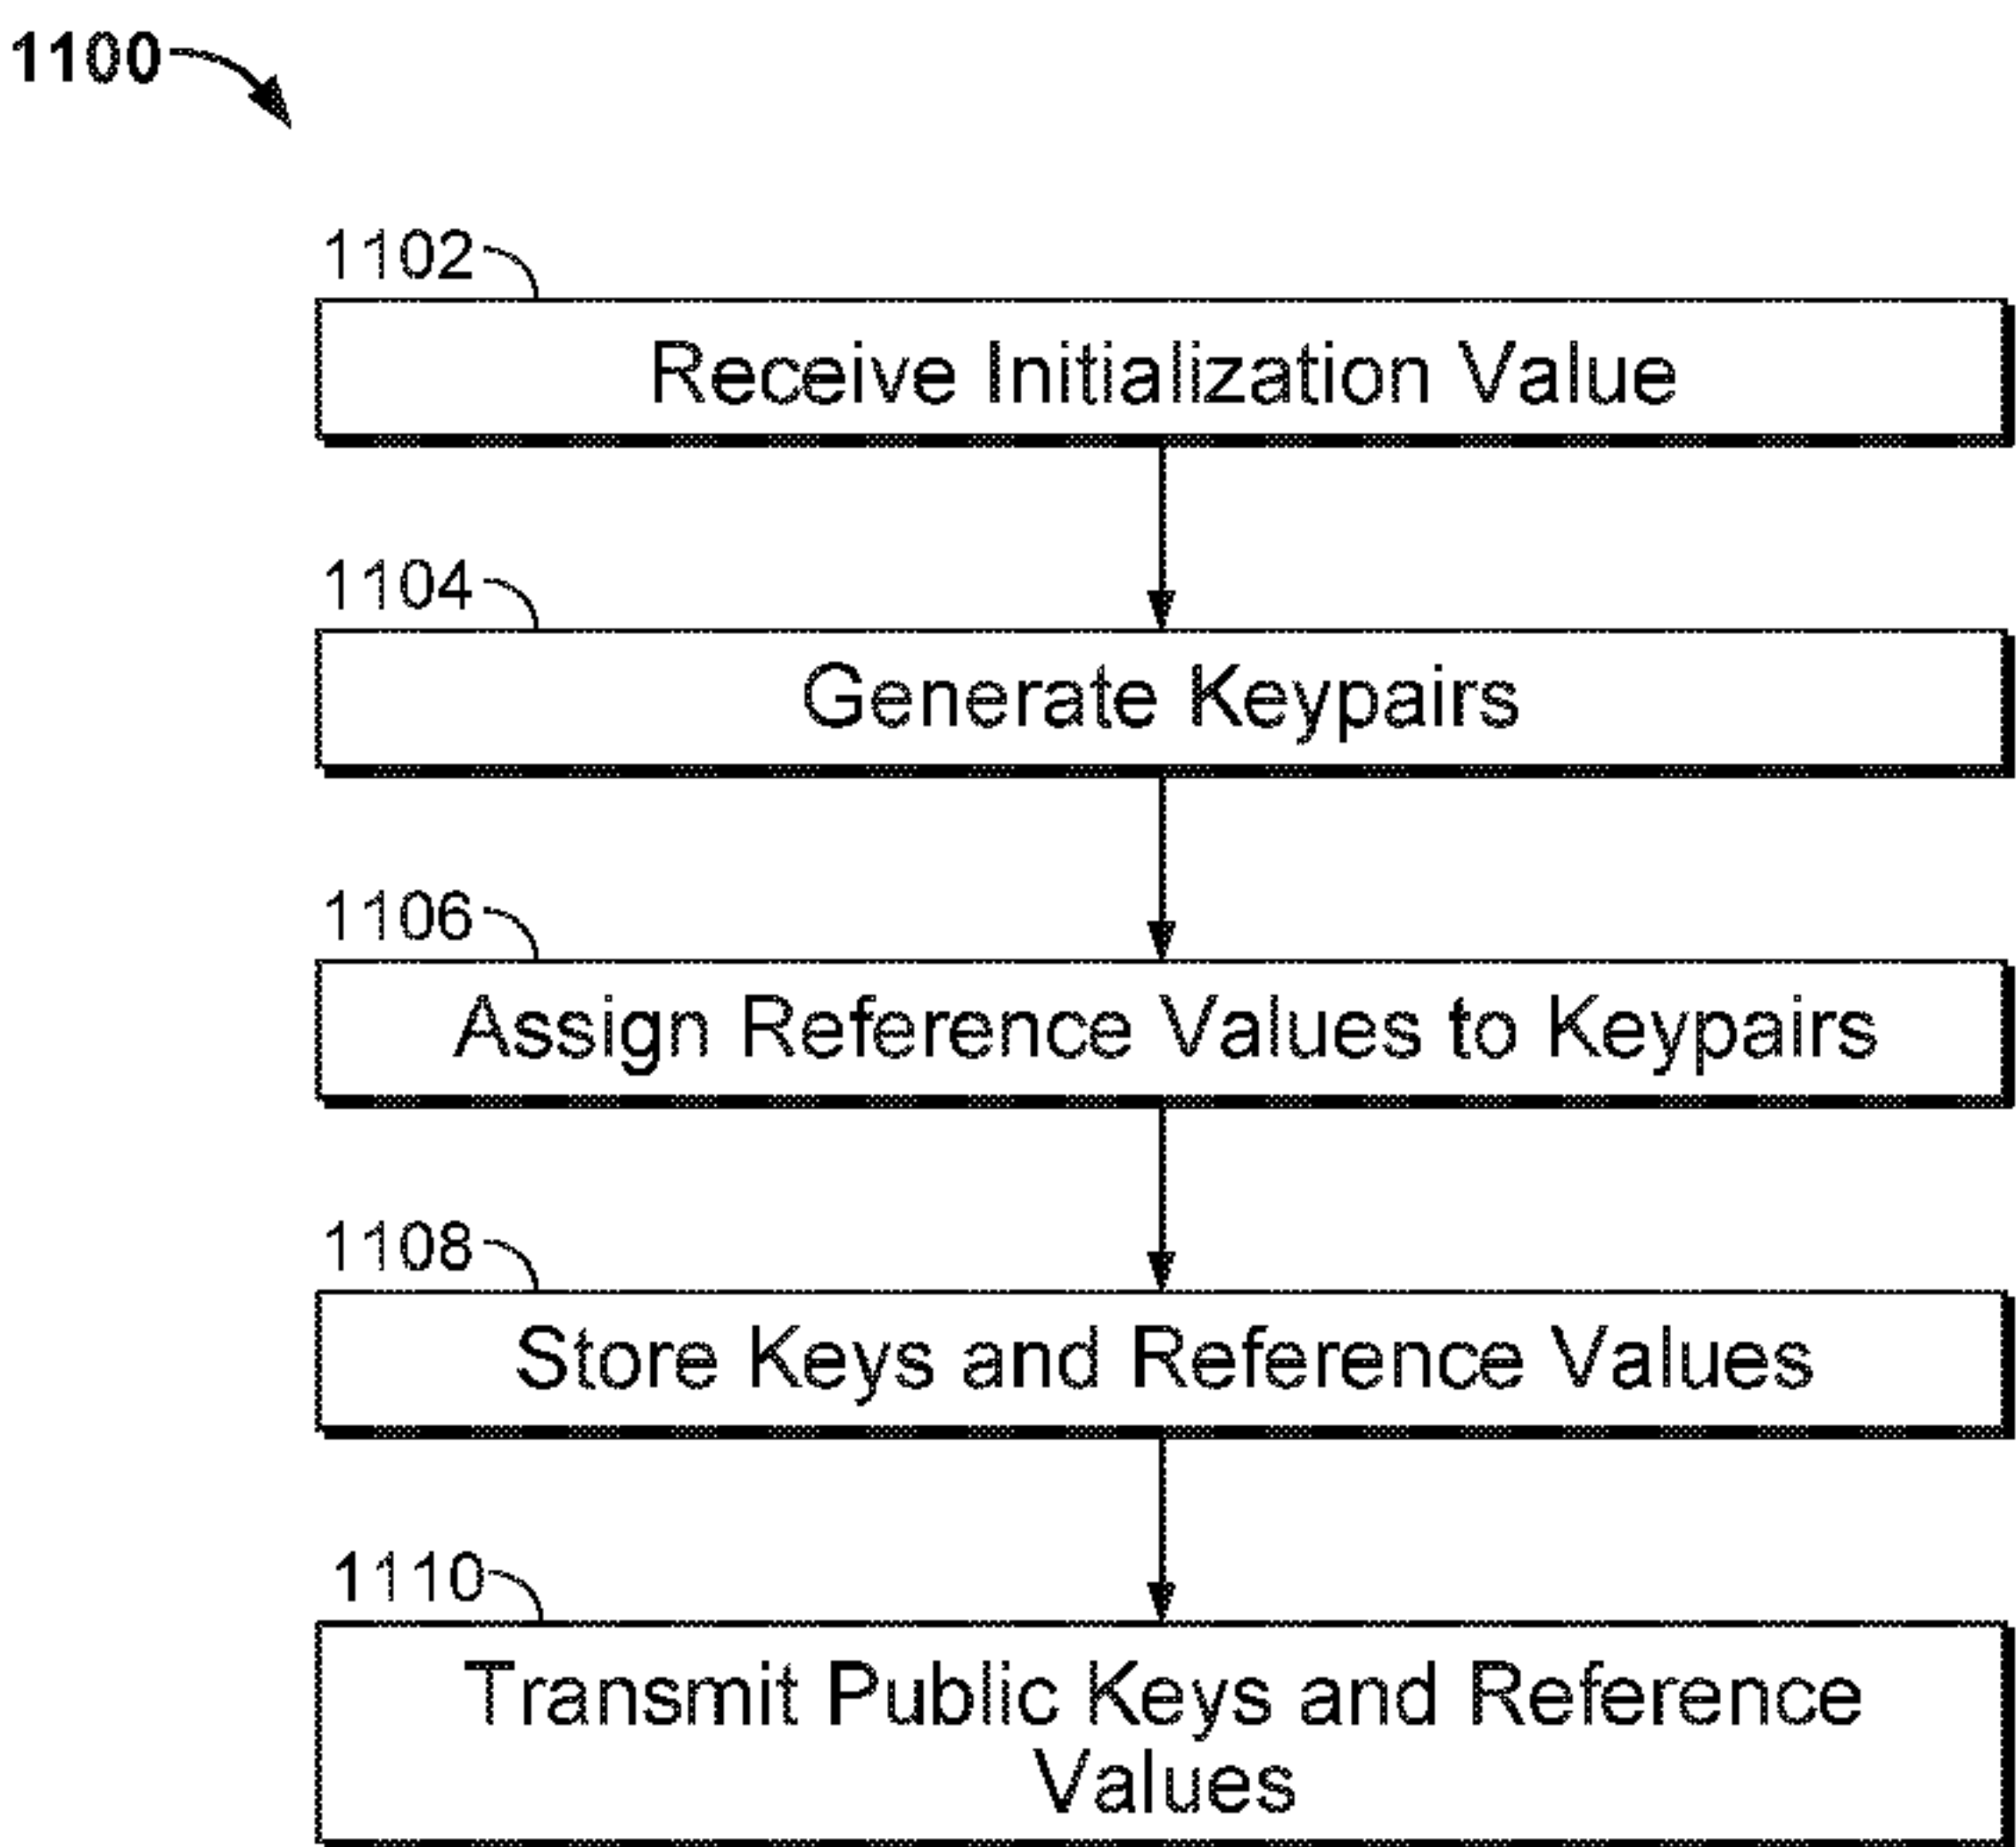 1100
1102
Receive Initialization Value
1104
Generate Keypairs
1106
Assign Reference Values to Keypairs
1108
Store Keys and Reference Values
1110
Transmit Public Keys and Reference
Values